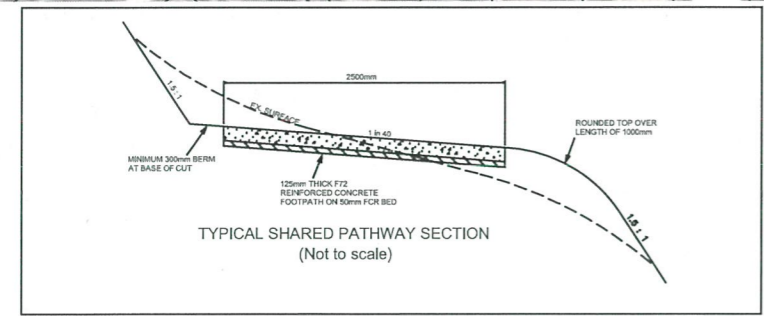 2500mm
1.5 : 1
EX. SURFACE
1 in 40
ROUNDED TOP OVER
LENGTH OF 1000mm
MINIMUM 300mm BERM
AT BASE OF CUT
125mm THICK F72
REINFORCED CONCRETE
FOOTPATH ON 50mm FCR BED
1.5 : 1
TYPICAL SHARED PATHWAY SECTION
(Not to scale)